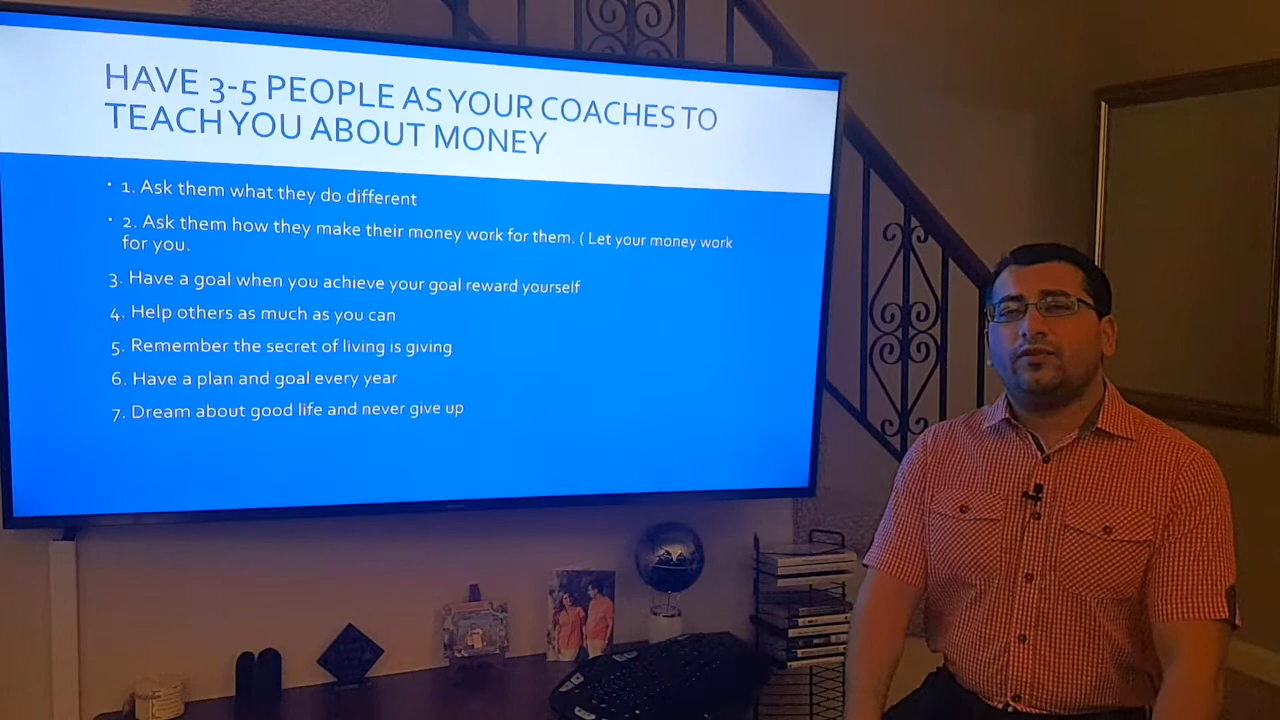 HAVE 3-5 PEOPLE AS YOUR COACHES TO
TEACH YOU ABOUT MONEY
• 1. Ask them what they do different
• 2. Ask them how they make their money work for them. ( Let your money work
for you.
3. Have a goal when you achieve your goal reward yourself
4. Help others as much as you can
5. Remember the secret of living is giving
6. Have a plan and goal every year
7. Dream about good life and never give up